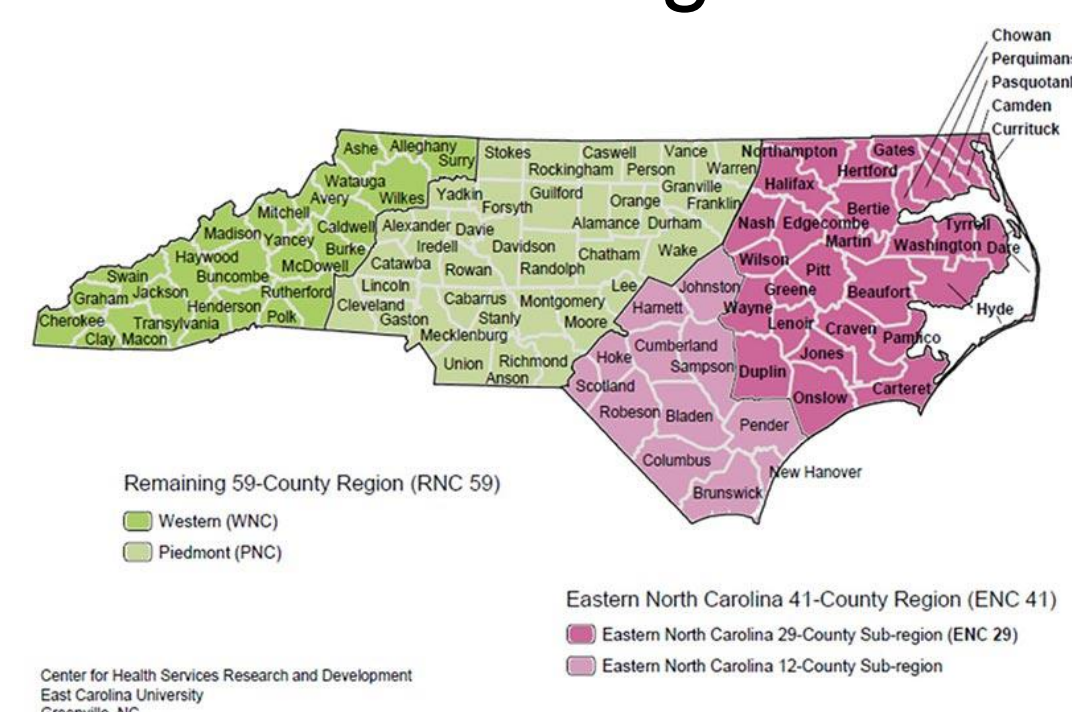 Chowan
Perquimans
Pasquotank
Camden
Currituck
Ashe
Alleghany
Surry
Stokes
Caswell
Vance
Northampton
Gates
Rockingham
Person
Warren
Hertford
Watauga
Granville
Halifax
Avery
Wilkes
Yadkin
Guilford
Orange
Franklin
Mitchell
Forsyth
Bertie
Madison
Caldwell
Alexander
Davie
Alamance
Durham
Nash
Edgecombe
Tyrrell
Yancey
Burke
Iredell
Davidson
Martin
Washington
Dare
Haywood
McDowell
Catawba
Rowan
Chatham
Wake
Wilson
Pitt
Swain
Buncombe
Randolph
Graham
Jackson
Rutherford
Lincoln
Lee
Johnston
Greene
Beaufort
Henderson
Cleveland
Cabarrus
Montgomery
Harnett
Wayne
Hyde
Cherokee
Transylvania
Polk
Gaston
Stanly
Moore
Lenoir
Craven
Pamlico
Clay
Macon
Mecklenburg
Cumberland
Jones
Union
Richmond
Hoke
Sampson
Duplin
Anson
Scotland
Onslow
Carteret
Robeson
Bladen
Pender
Columbus
New Hanover
Brunswick
Remaining 59-County Region (RNC 59)
Western (WNC)
Piedmont (PNC)
Eastern North Carolina 41-County Region (ENC 41)
Eastern North Carolina 29-County Sub-region (ENC 29)
Eastern North Carolina 12-County Sub-region
Center for Health Services Research and Development
East Carolina University
Greenville, NC